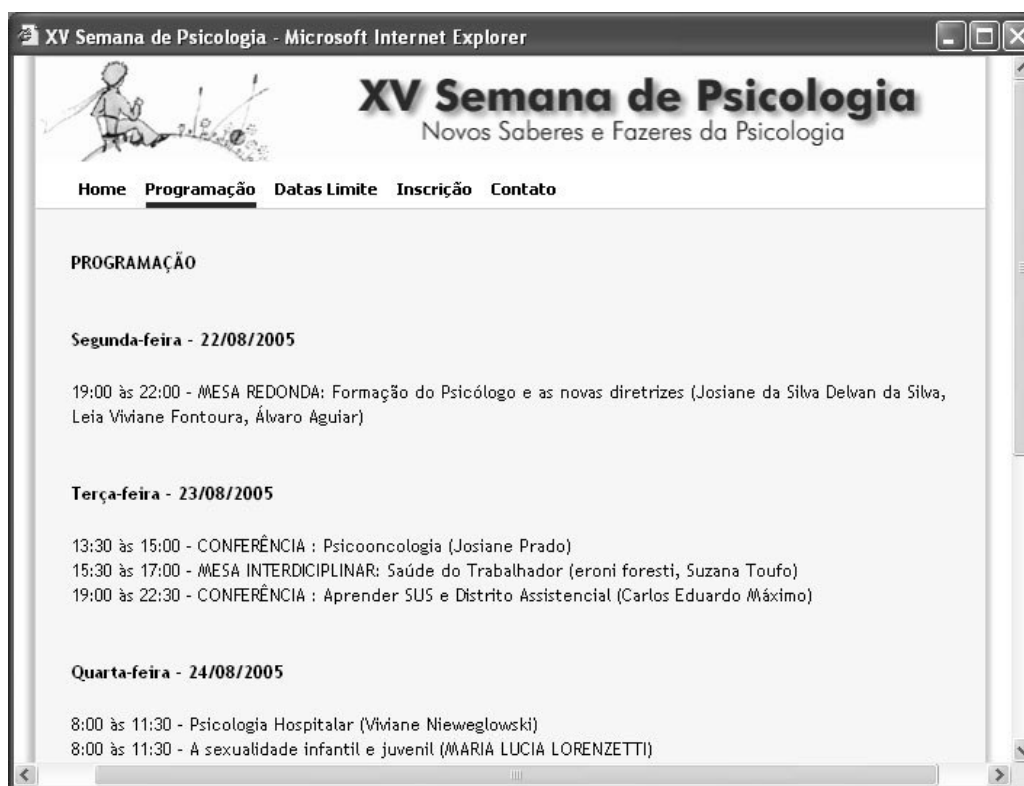 XV Semana de Psicologia - Microsoft Internet Explorer
XV Semana de Psicologia
Novos Saberes e Fazeres da Psicologia
Home Programação Datas Limite Inscrição Contato
PROGRAMAÇÃO
Segunda-feira - 22/08/2005
19:00 às 22:00 - MESA REDONDA: Formação do Psicólogo e as novas diretrizes (Josiane da Silva Delvan da Silva,
Leia Viviane Fontoura, Álvaro Aguiar)
Terça-feira - 23/08/2005
13:30 às 15:00 - CONFERÊNCIA : Psicooncologia (Josiane Prado)
15:30 às 17:00 - MESA INTERDICIPLINAR: Saúde do Trabalhador (eroni foresti, Suzana Toufo)
19:00 às 22:30 - CONFERÊNCIA : Aprender SUS e Distrito Assistencial (Carlos Eduardo Máximo)
Quarta-feira - 24/08/2005
8:00 às 11:30 - Psicologia Hospitalar (Viviane Nieweglowski)
8:00 às 11:30 - A sexualidade infantil e juvenil (MARIA LUCIA LORENZETTI)